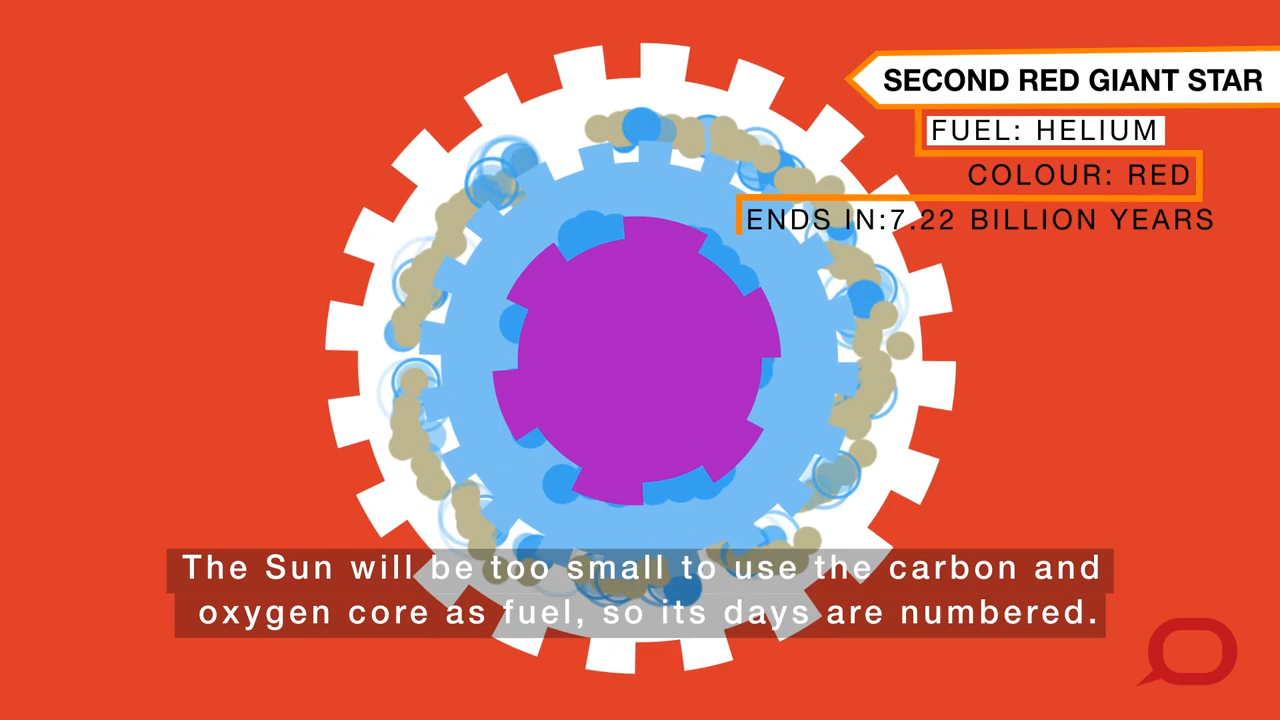 SECOND RED GIANT STAR
FUEL: HELIUM
COLOUR: RED
ENDS IN:7.22 BILLION YEARS
The Sun will be too small to use the carbon and
oxygen core as fuel, so its days are numbered.